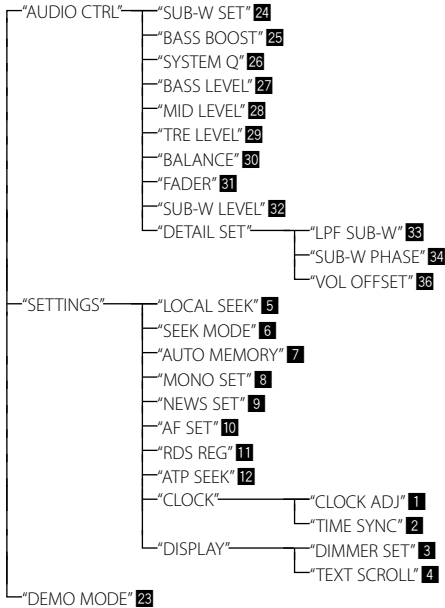 “AUDIO CTRL” “SUB-W SET” 24
“BASS BOOST” 25
“SYSTEM Q” 26
“BASS LEVEL” 27
“MID LEVEL” 28
“TRE LEVEL” 29
“BALANCE” 30
“FADER” 31
“SUB-W LEVEL” 32
“DETAIL SET” “LPF SUB-W” 33
“SUB-W PHASE” 34
“VOL OFFSET” 36
“SETTINGS” “LOCAL SEEK” 5
“SEEK MODE” 6
“AUTO MEMORY” 7
“MONO SET” 8
“NEWS SET” 9
“AF SET” 10
“RDS REG” 11
“ATP SEEK” 12
“CLOCK” “CLOCK ADJ” 1
“TIME SYNC” 2
“DISPLAY” “DIMMER SET” 3
“TEXT SCROLL” 4
“DEMO MODE” 23